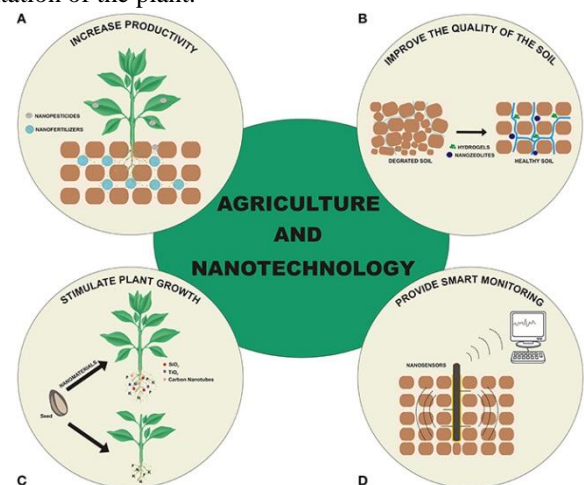 tation of the plant.
A
INCREASE PRODUCTIVITY
NANOPESTICIDES
NANOFERTILIZERS
B
IMPROVE THE QUALITY OF THE SOIL
DEGRATED SOIL
HYDROGELS
NANOZEOLITES
HEALTHY SOIL
AGRICULTURE
AND
NANOTECHNOLOGY
STIMULATE PLANT GROWTH
NANOMATERIALS
SiO₂
TiO₂
Carbon Nanotubes
Seed
C
PROVIDE SMART MONITORING
NANOSENSORS
D